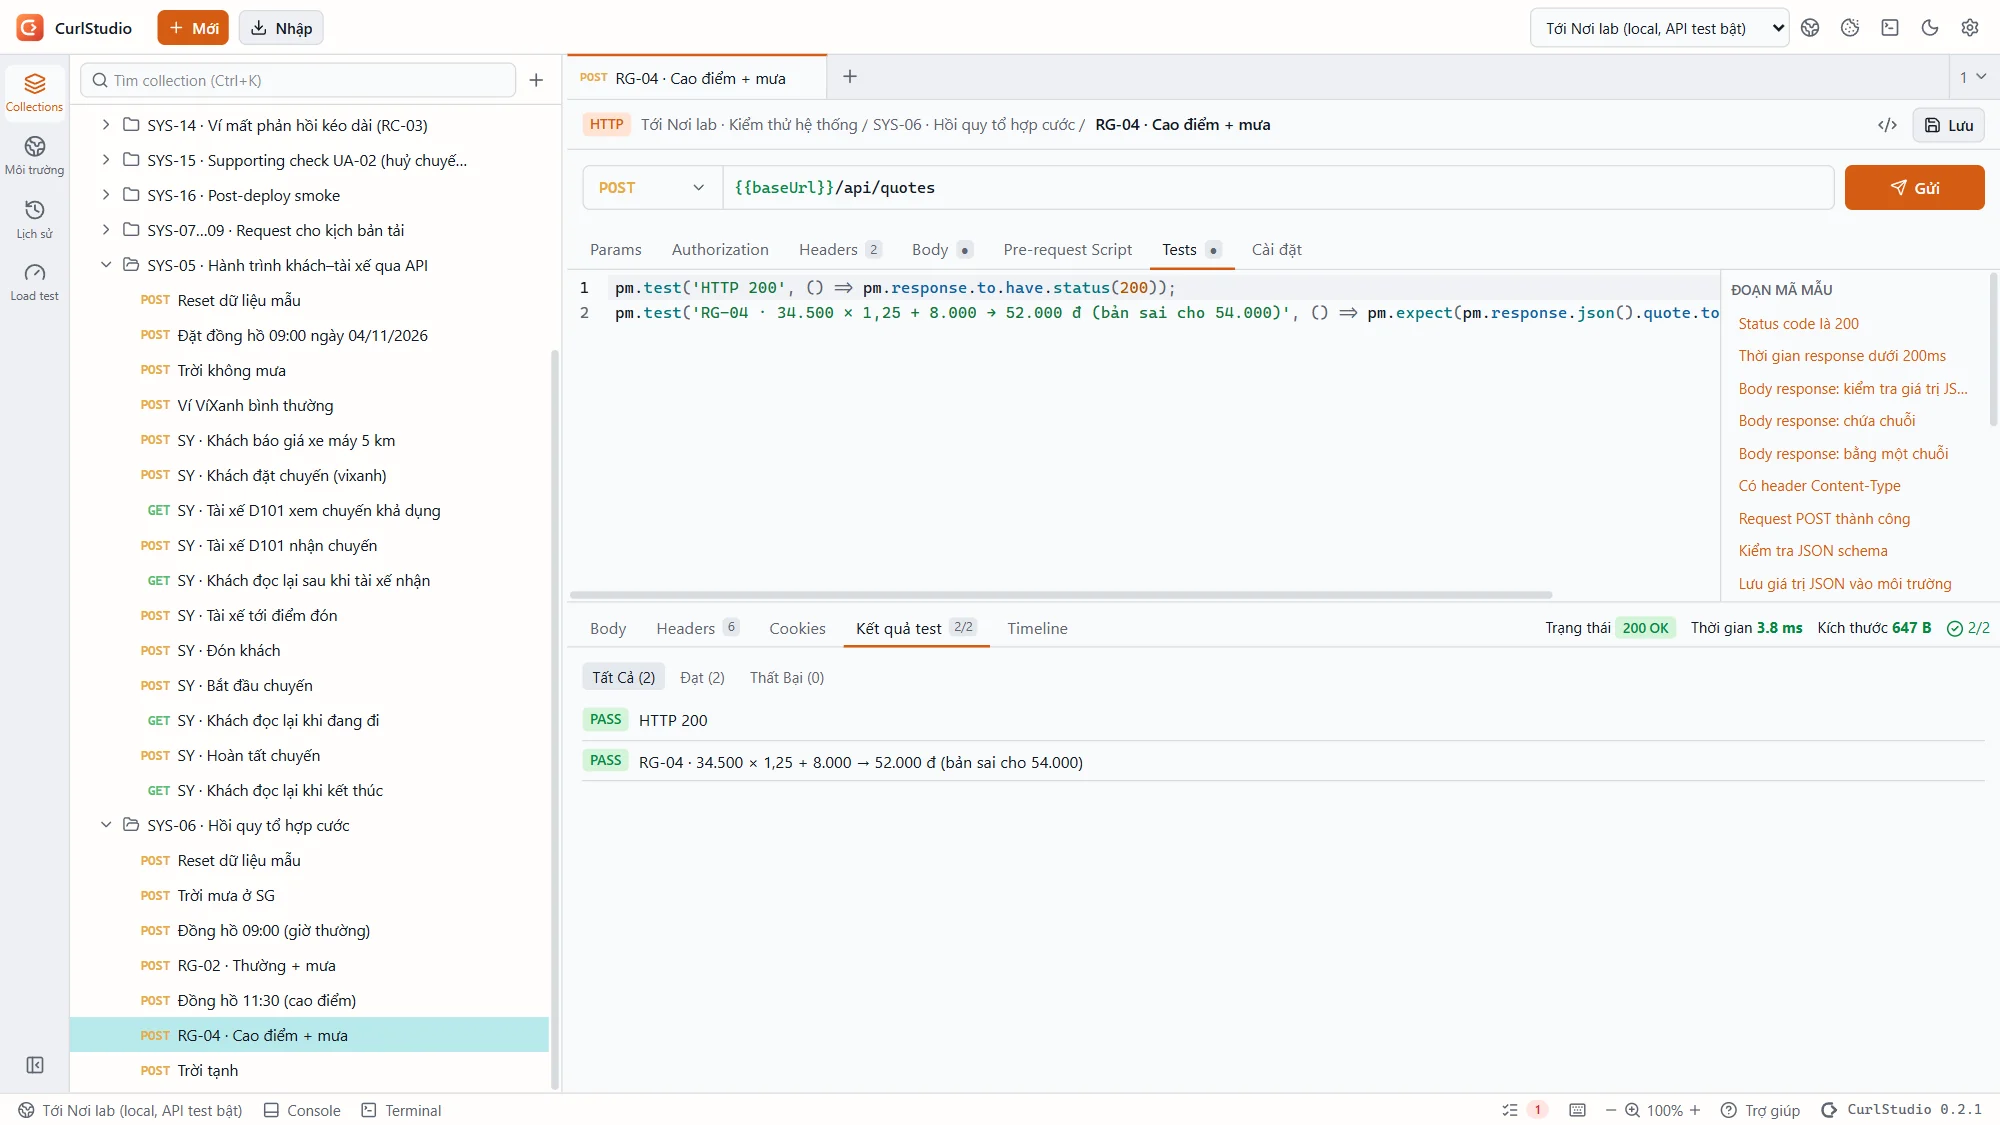 CurlStudio
Mới
Nhập
Tới Nơi lab (local, API test bật)
Collections
Môi trường
Lịch sử
Load test
Tìm collection (Ctrl+K)
SYS-14 · Ví mất phản hồi kéo dài (RC-03)
SYS-15 · Supporting check UA-02 (huỷ chuyế...
SYS-16 · Post-deploy smoke
SYS-07...09 · Request cho kịch bản tải
SYS-05 · Hành trình khách–tài xế qua API
POST Reset dữ liệu mẫu
POST Đặt đồng hồ 09:00 ngày 04/11/2026
POST Trời không mưa
POST Ví VíXanh bình thường
POST SY · Khách báo giá xe máy 5 km
POST SY · Khách đặt chuyến (vixanh)
GET SY · Tài xế D101 xem chuyến khả dụng
POST SY · Tài xế D101 nhận chuyến
GET SY · Khách đọc lại sau khi tài xế nhận
POST SY · Tài xế tới điểm đón
POST SY · Đón khách
POST SY · Bắt đầu chuyến
GET SY · Khách đọc lại khi đang đi
POST SY · Hoàn tất chuyến
GET SY · Khách đọc lại khi kết thúc
SYS-06 · Hồi quy tổ hợp cước
POST Reset dữ liệu mẫu
POST Trời mưa ở SG
POST Đồng hồ 09:00 (giờ thường)
POST RG-02 · Thường + mưa
POST Đồng hồ 11:30 (cao điểm)
POST RG-04 · Cao điểm + mưa
POST Trời tạnh
POST RG-04 · Cao điểm + mưa
1
HTTP Tới Nơi lab · Kiểm thử hệ thống / SYS-06 · Hồi quy tổ hợp cước / RG-04 · Cao điểm + mưa
</> Lưu
POST {{baseUrl}}/api/quotes
Gửi
Params Authorization Headers 2 Body Pre-request Script Tests Cài đặt
1 pm.test('HTTP 200', () => pm.response.to.have.status(200));
2 pm.test('RG-04 · 34.500 × 1,25 + 8.000 → 52.000 đ (bản sai cho 54.000)', () => pm.expect(pm.response.json().quote.to
ĐOẠN MÃ MẪU
Status code là 200
Thời gian response dưới 200ms
Body response: kiểm tra giá trị JS...
Body response: chứa chuỗi
Body response: bằng một chuỗi
Có header Content-Type
Request POST thành công
Kiểm tra JSON schema
Lưu giá trị JSON vào môi trường
Body Headers 6 Cookies Kết quả test 2/2 Timeline
Trạng thái 200 OK Thời gian 3.8 ms Kích thước 647 B 2/2
Tất Cả (2) Đạt (2) Thất Bại (0)
PASS HTTP 200
PASS RG-04 · 34.500 × 1,25 + 8.000 → 52.000 đ (bản sai cho 54.000)
Tới Nơi lab (local, API test bật) Console Terminal
1
100%
Trợ giúp
CurlStudio 0.2.1